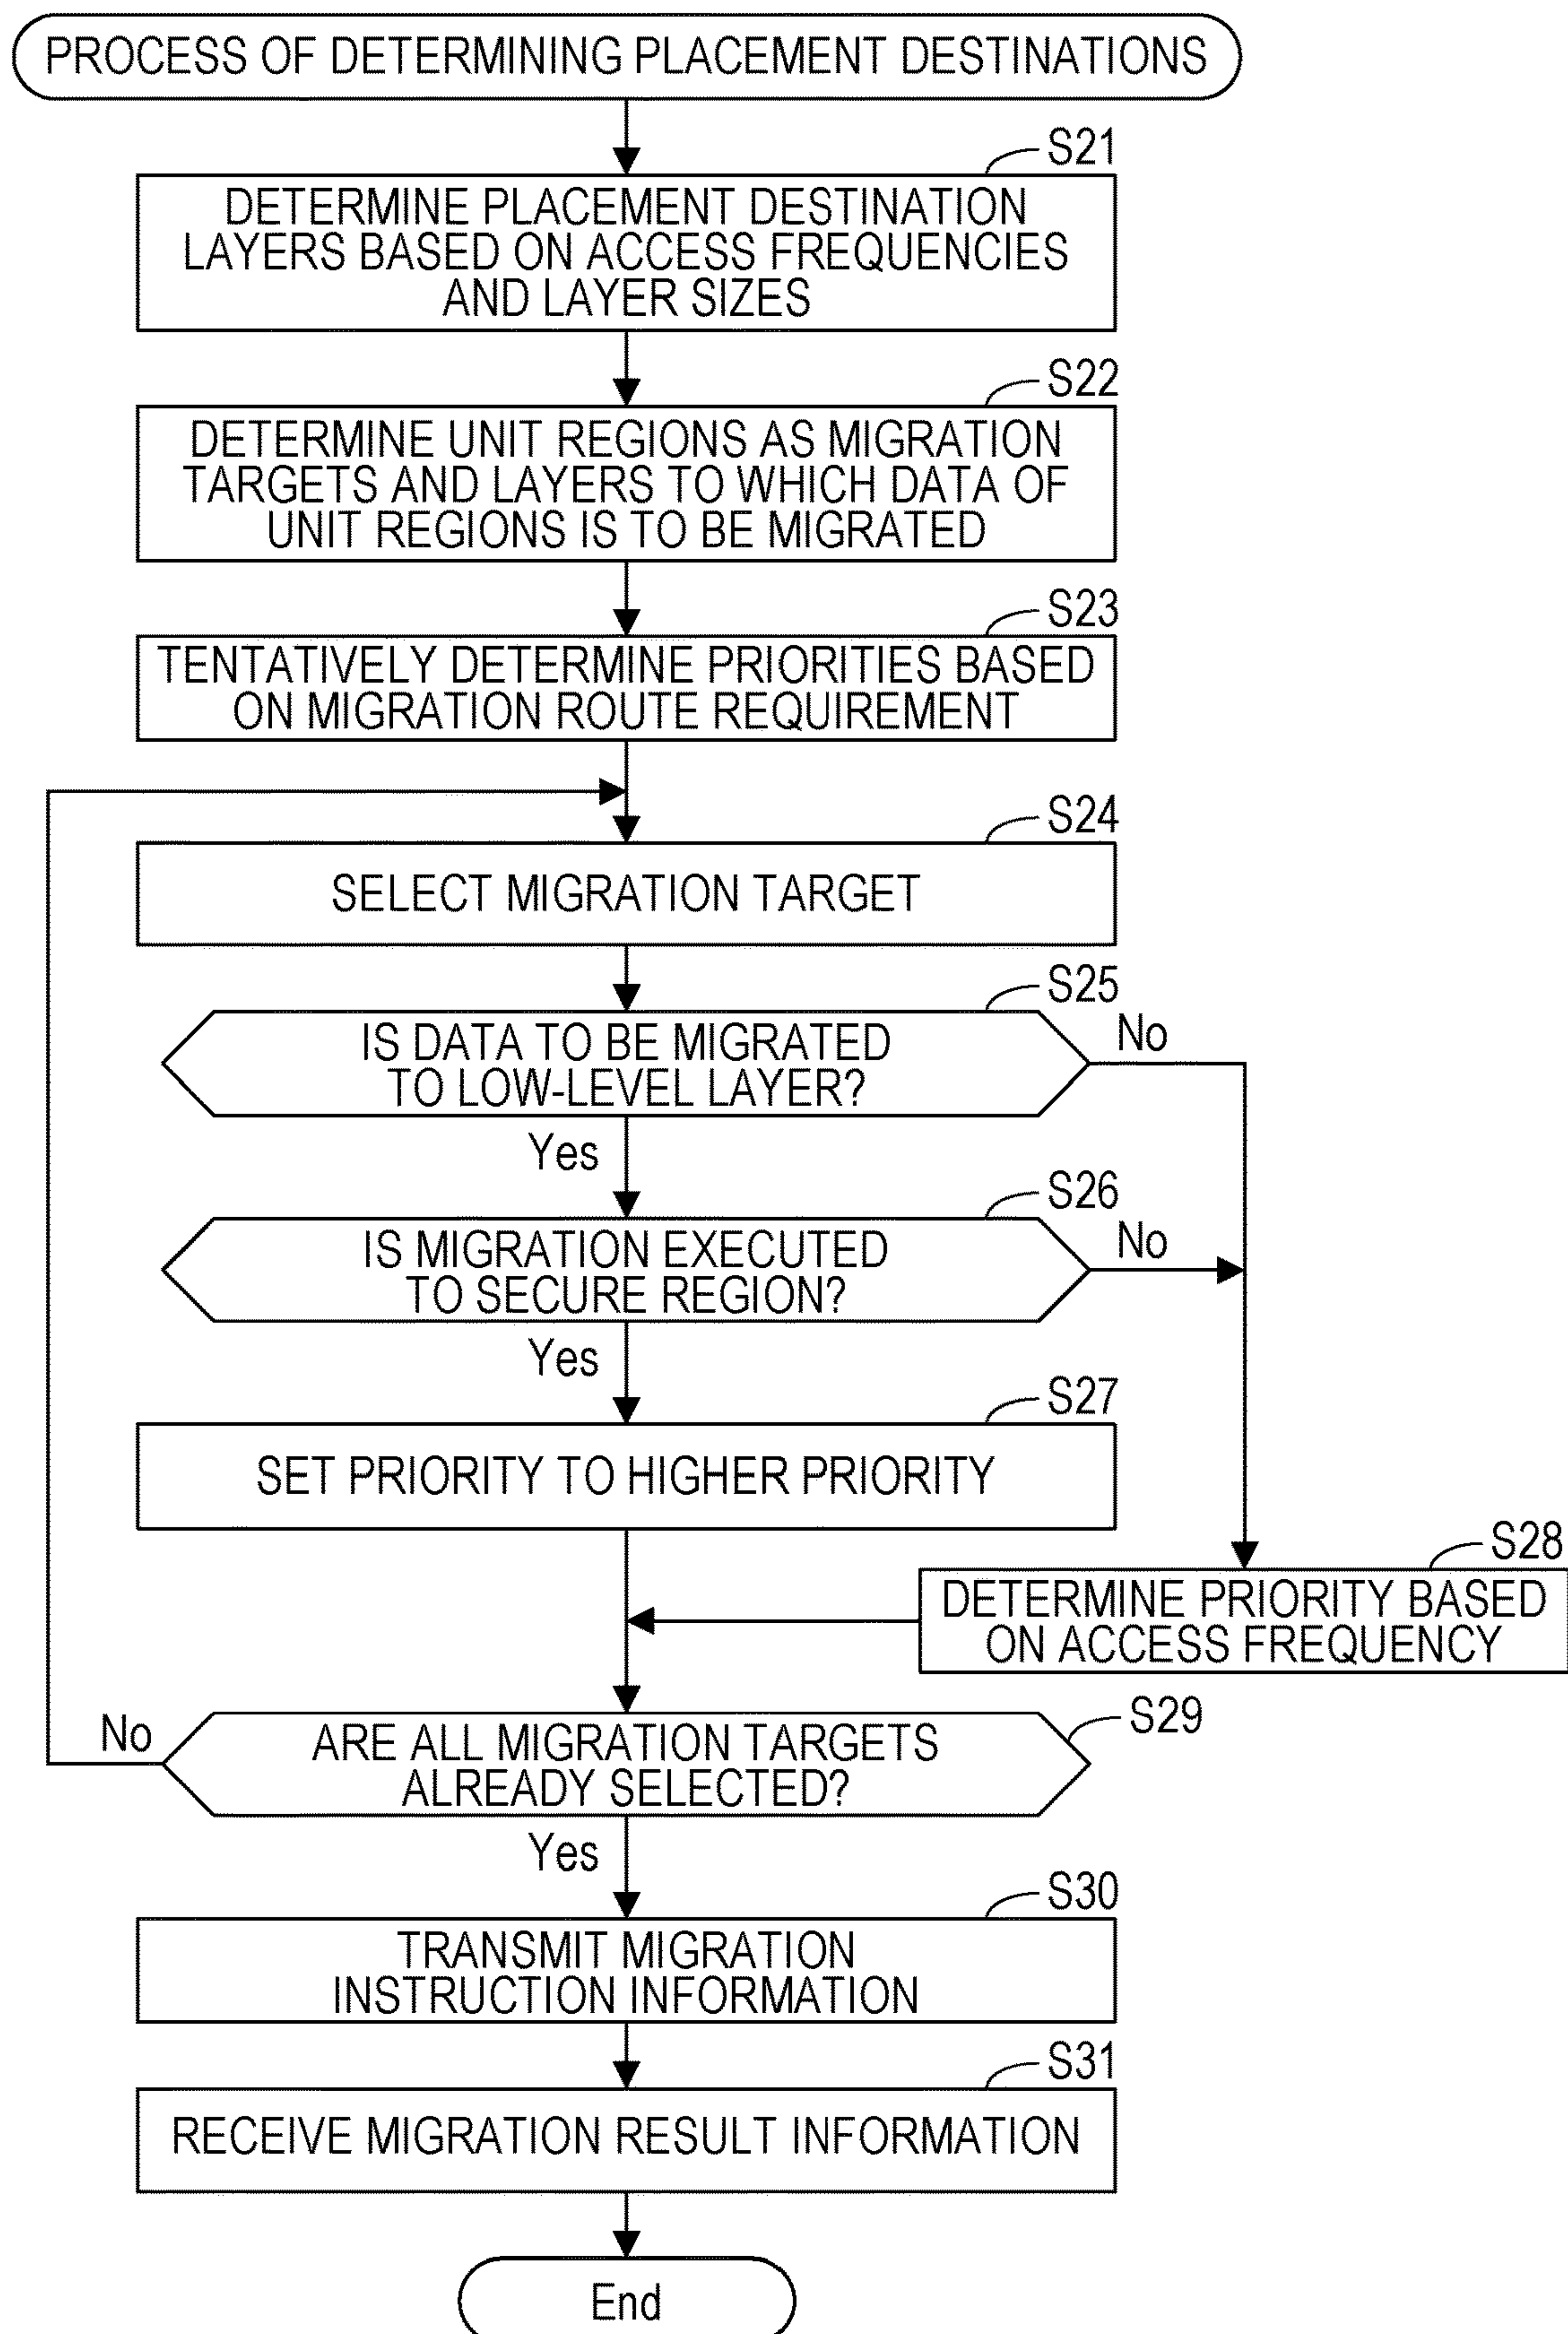 PROCESS OF DETERMINING PLACEMENT DESTINATIONS
S21
DETERMINE PLACEMENT DESTINATION
LAYERS BASED ON ACCESS FREQUENCIES
AND LAYER SIZES
S22
DETERMINE UNIT REGIONS AS MIGRATION
TARGETS AND LAYERS TO WHICH DATA OF
UNIT REGIONS IS TO BE MIGRATED
S23
TENTATIVELY DETERMINE PRIORITIES BASED
ON MIGRATION ROUTE REQUIREMENT
S24
SELECT MIGRATION TARGET
S25
IS DATA TO BE MIGRATED
TO LOW-LEVEL LAYER?
No
Yes
S26
IS MIGRATION EXECUTED
TO SECURE REGION?
No
Yes
S27
SET PRIORITY TO HIGHER PRIORITY
S28
DETERMINE PRIORITY BASED
ON ACCESS FREQUENCY
S29
ARE ALL MIGRATION TARGETS
ALREADY SELECTED?
No
Yes
S30
TRANSMIT MIGRATION
INSTRUCTION INFORMATION
S31
RECEIVE MIGRATION RESULT INFORMATION
End